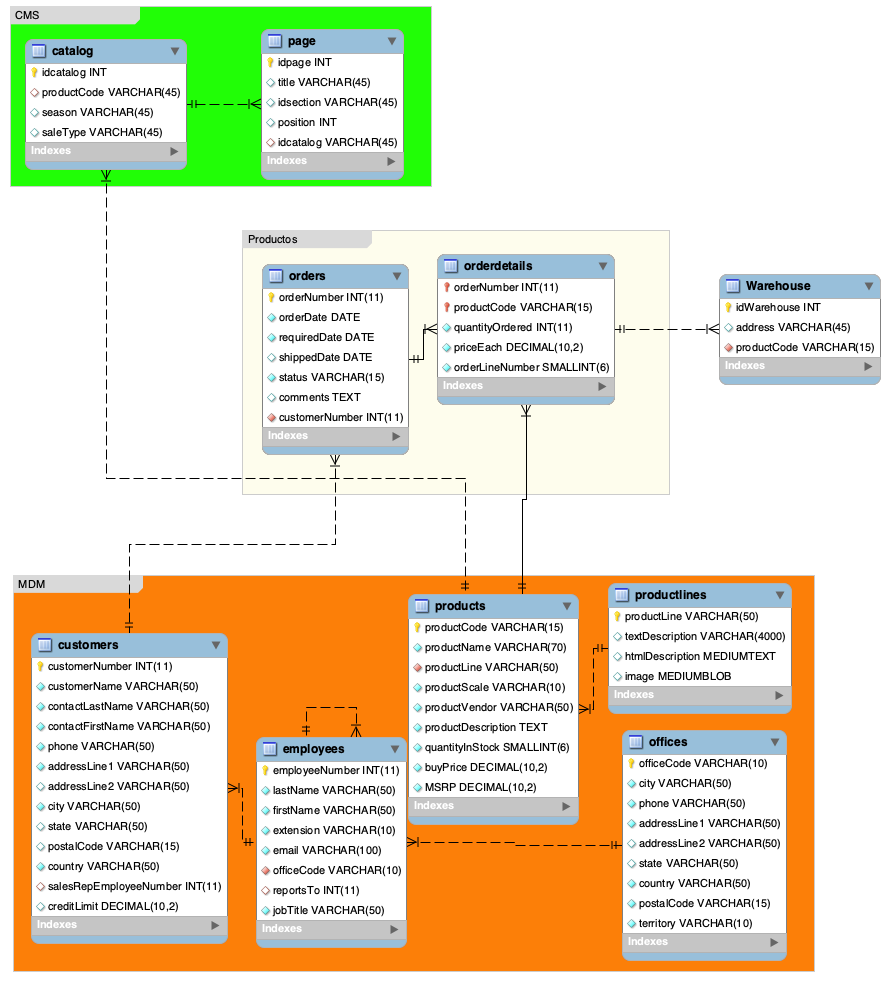 CMS
catalog
idcatalog INT
productCode VARCHAR(45)
season VARCHAR(45)
saleType VARCHAR(45)
Indexes
page
idpage INT
title VARCHAR(45)
idsection VARCHAR(45)
position INT
idcatalog VARCHAR(45)
Indexes
Productos
orders
orderNumber INT(11)
orderDate DATE
requiredDate DATE
shippedDate DATE
status VARCHAR(15)
comments TEXT
customerNumber INT(11)
Indexes
orderdetails
orderNumber INT(11)
productCode VARCHAR(15)
quantityOrdered INT(11)
priceEach DECIMAL(10,2)
orderLineNumber SMALLINT(6)
Indexes
Warehouse
idWarehouse INT
address VARCHAR(45)
productCode VARCHAR(15)
Indexes
MDM
customers
customerNumber INT(11)
customerName VARCHAR(50)
contactLastName VARCHAR(50)
contactFirstName VARCHAR(50)
phone VARCHAR(50)
addressLine1 VARCHAR(50)
addressLine2 VARCHAR(50)
city VARCHAR(50)
state VARCHAR(50)
postalCode VARCHAR(15)
country VARCHAR(50)
salesRepEmployeeNumber INT(11)
creditLimit DECIMAL(10,2)
Indexes
employees
employeeNumber INT(11)
lastName VARCHAR(50)
firstName VARCHAR(50)
extension VARCHAR(10)
email VARCHAR(100)
officeCode VARCHAR(10)
reportsTo INT(11)
jobTitle VARCHAR(50)
Indexes
products
productCode VARCHAR(15)
productName VARCHAR(70)
productLine VARCHAR(50)
productScale VARCHAR(10)
productVendor VARCHAR(50)
productDescription TEXT
quantityInStock SMALLINT(6)
buyPrice DECIMAL(10,2)
MSRP DECIMAL(10,2)
Indexes
productlines
productLine VARCHAR(50)
textDescription VARCHAR(4000)
htmlDescription MEDIUMTEXT
image MEDIUMBLOB
Indexes
offices
officeCode VARCHAR(10)
city VARCHAR(50)
phone VARCHAR(50)
addressLine1 VARCHAR(50)
addressLine2 VARCHAR(50)
state VARCHAR(50)
country VARCHAR(50)
postalCode VARCHAR(15)
territory VARCHAR(10)
Indexes